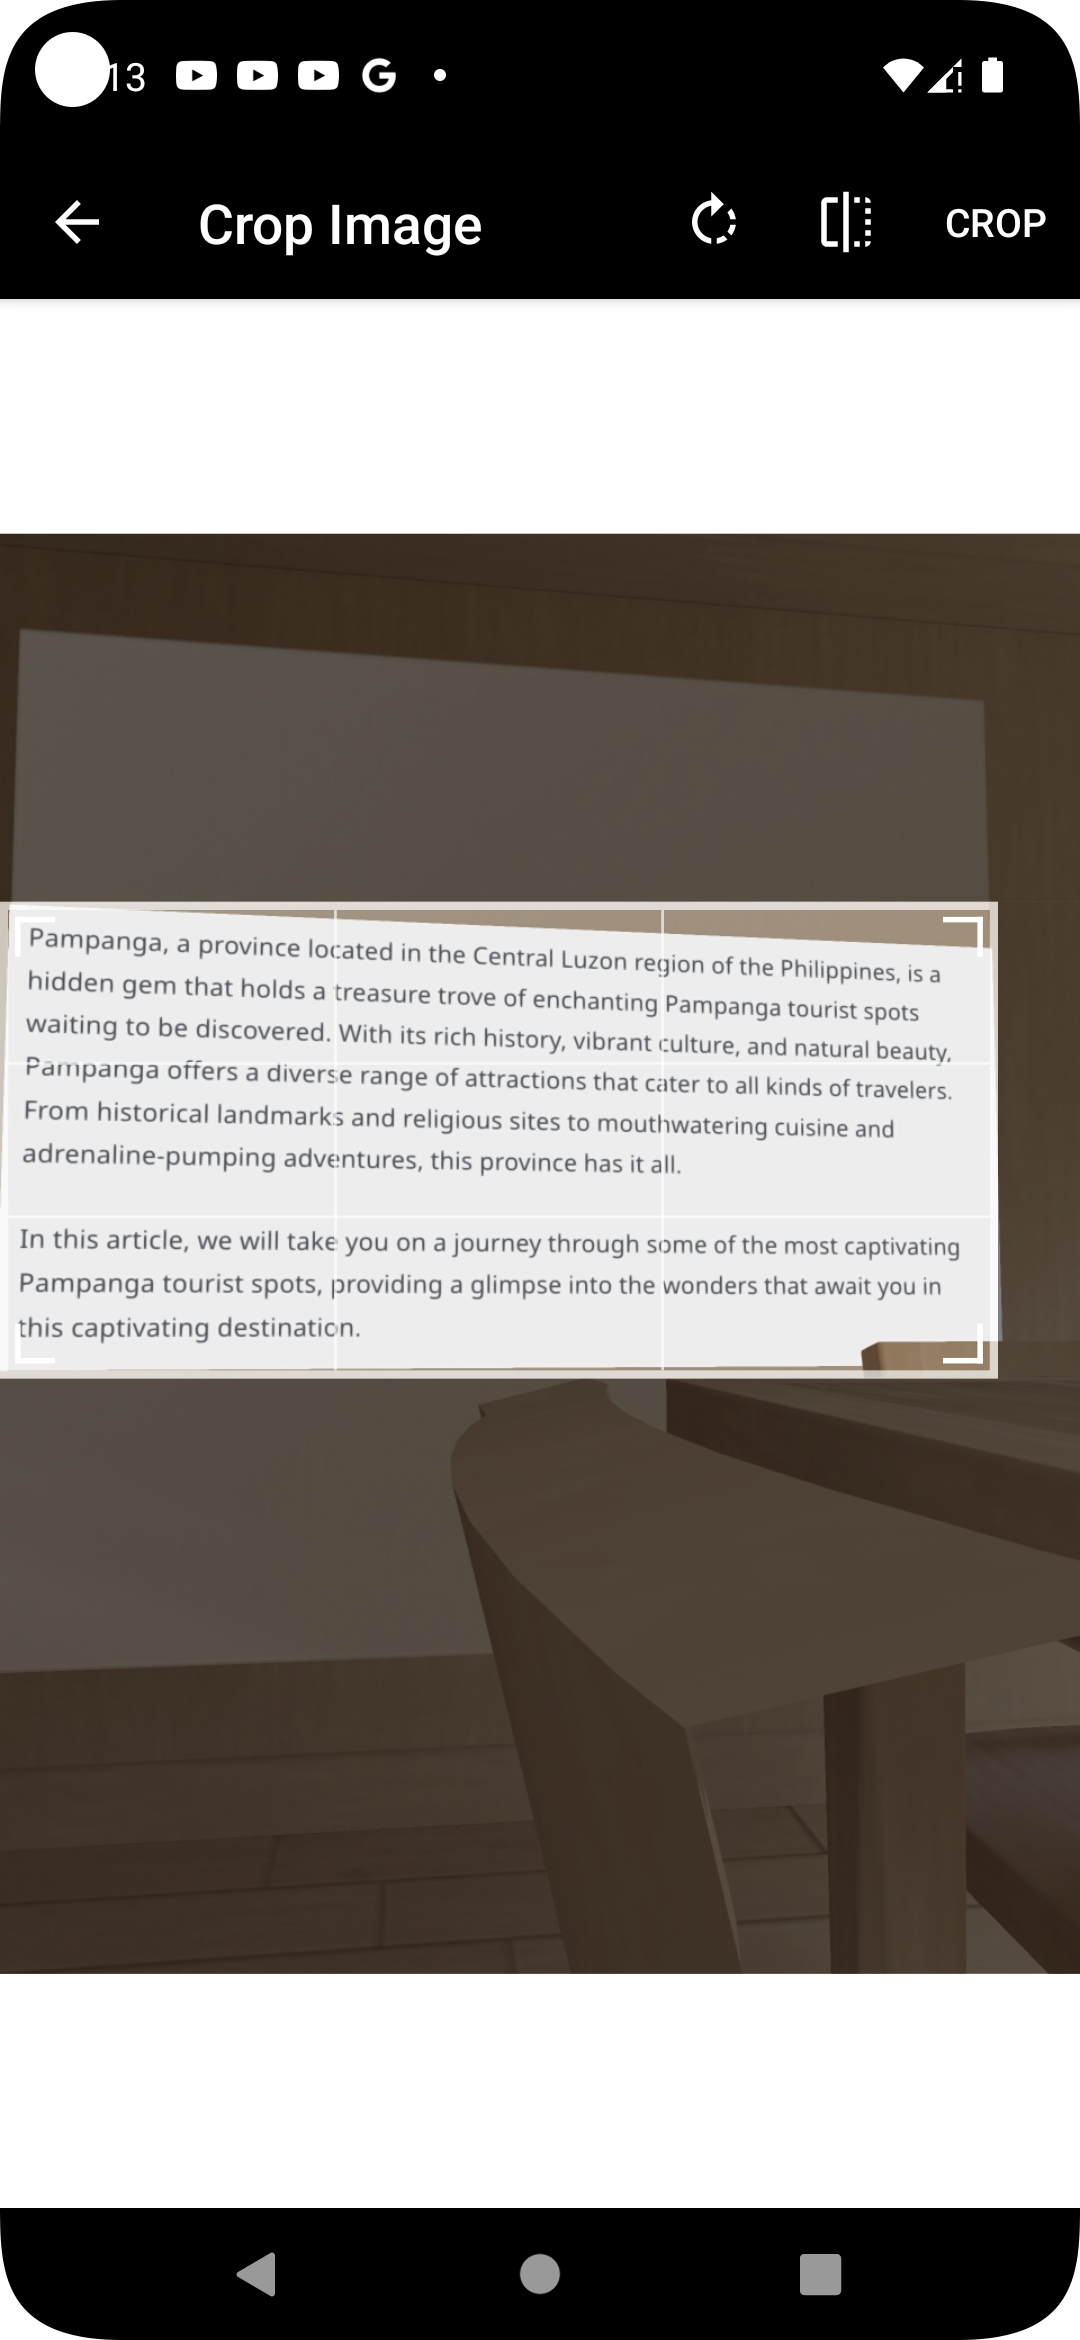 13
Crop Image
CROP
Pampanga, a province located in the Central Luzon region of the Philippines, is a
hidden gem that holds a treasure trove of enchanting Pampanga tourist spots
waiting to be discovered. With its rich history, vibrant culture, and natural beauty,
Pampanga offers a diverse range of attractions that cater to all kinds of travelers.
From historical landmarks and religious sites to mouthwatering cuisine and
adrenaline-pumping adventures, this province has it all.
In this article, we will take you on a journey through some of the most captivating
Pampanga tourist spots, providing a glimpse into the wonders that await you in
this captivating destination.